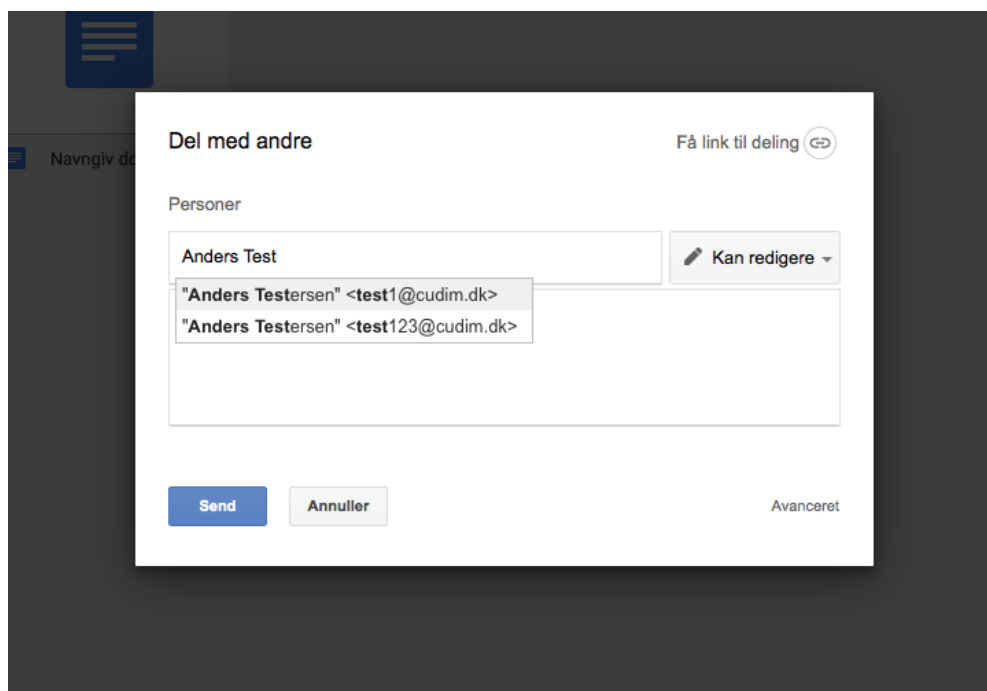 Del med andre
Få link til deling
Navngiv do
Personer
Anders Test
Kan redigere
"Anders Testersen" <test1@cudim.dk>
"Anders Testersen" <test123@cudim.dk>
Send
Annuller
Avanceret